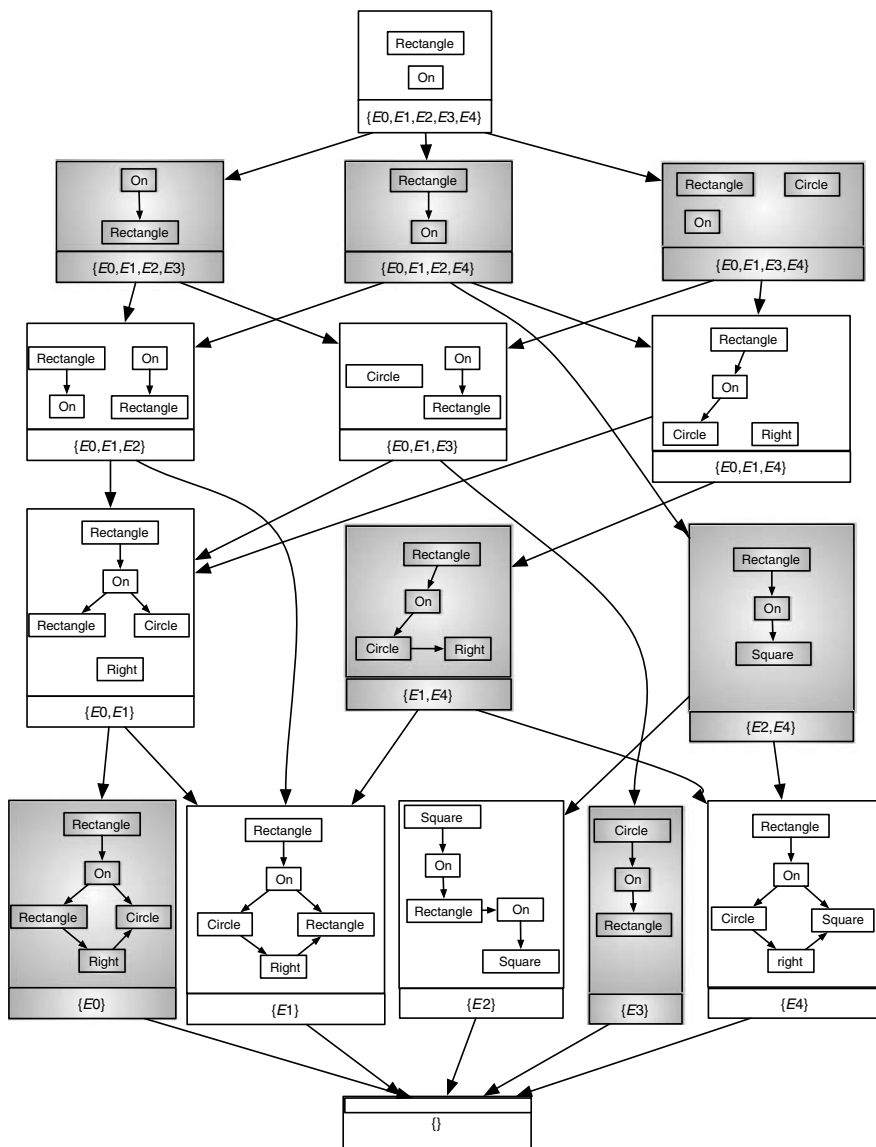 Rectangle
On
{E0,E1,E2,E3,E4}
On
Rectangle
{E0,E1,E2,E3}
Rectangle
On
{E0,E1,E2,E4}
Rectangle Circle
On
{E0,E1,E3,E4}
Rectangle On
On Rectangle
{E0,E1,E2}
On
Circle
Rectangle
{E0,E1,E3}
Rectangle
On
Circle Right
{E0,E1,E4}
Rectangle
On
Rectangle Circle
Right
{E0,E1}
Rectangle
On
Circle Right
{E1,E4}
Rectangle
On
Square
{E2,E4}
Rectangle
On
Rectangle Circle
Right
{E0}
Rectangle
On
Circle Rectangle
Right
{E1}
Square
On
Rectangle On
Square
{E2}
Circle
On
Rectangle
{E3}
Rectangle
On
Circle Square
right
{E4}
{}